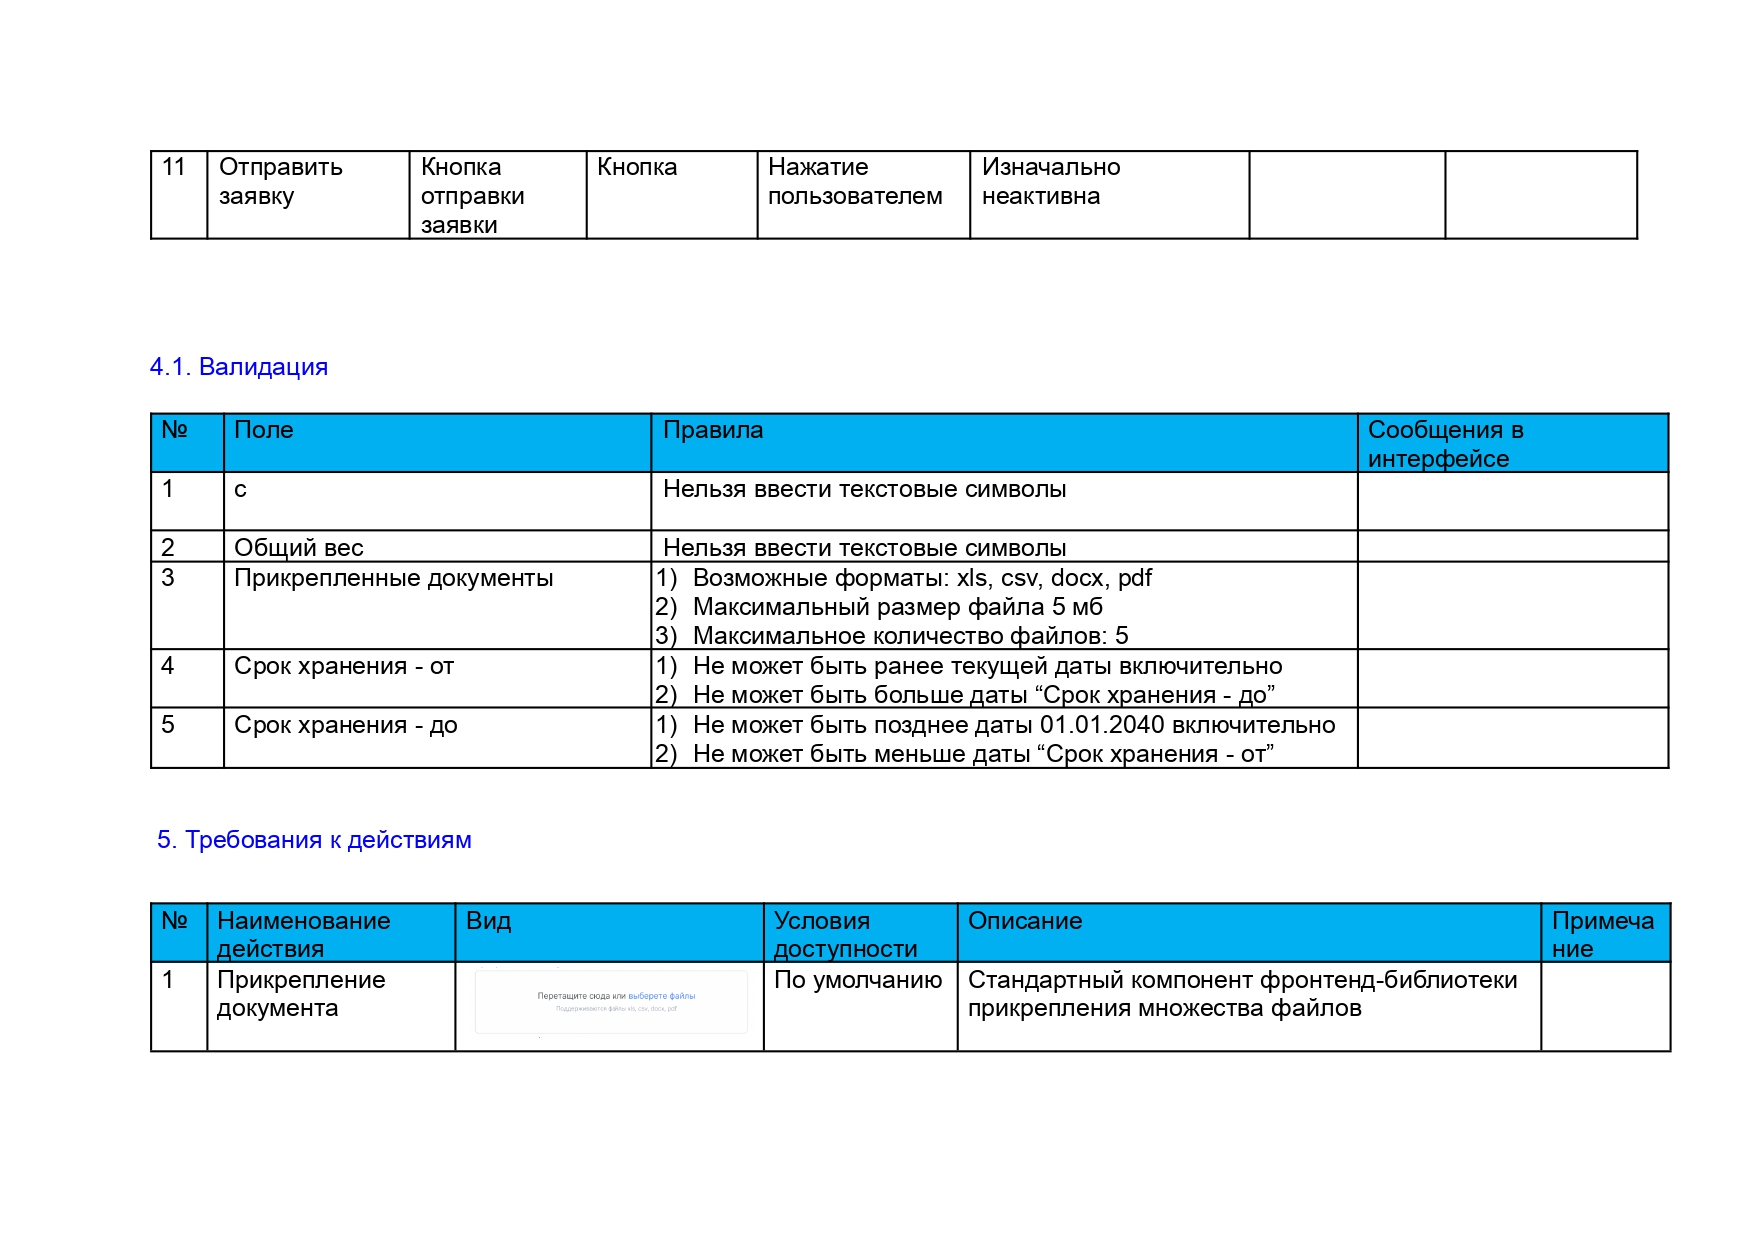 11 Отправить заявку Кнопка отправки заявки Кнопка Нажатие пользователем Изначально неактивна
4.1. Валидация
№ Поле Правила Сообщения в интерфейсе
1 с Нельзя ввести текстовые символы
2 Общий вес Нельзя ввести текстовые символы
3 Прикрепленные документы 1) Возможные форматы: xls, csv, docx, pdf
2) Максимальный размер файла 5 мб
3) Максимальное количество файлов: 5
4 Срок хранения - от 1) Не может быть ранее текущей даты включительно
2) Не может быть больше даты “Срок хранения - до”
5 Срок хранения - до 1) Не может быть позднее даты 01.01.2040 включительно
2) Не может быть меньше даты “Срок хранения - от”
5. Требования к действиям
№ Наименование действия Вид Условия доступности Описание Примечание
1 Прикрепление документа
Перетащите сюда или выберете файлы
Поддерживаются файлы xls, csv, docx, pdf
По умолчанию
Стандартный компонент фронтенд-библиотеки
прикрепления множества файлов